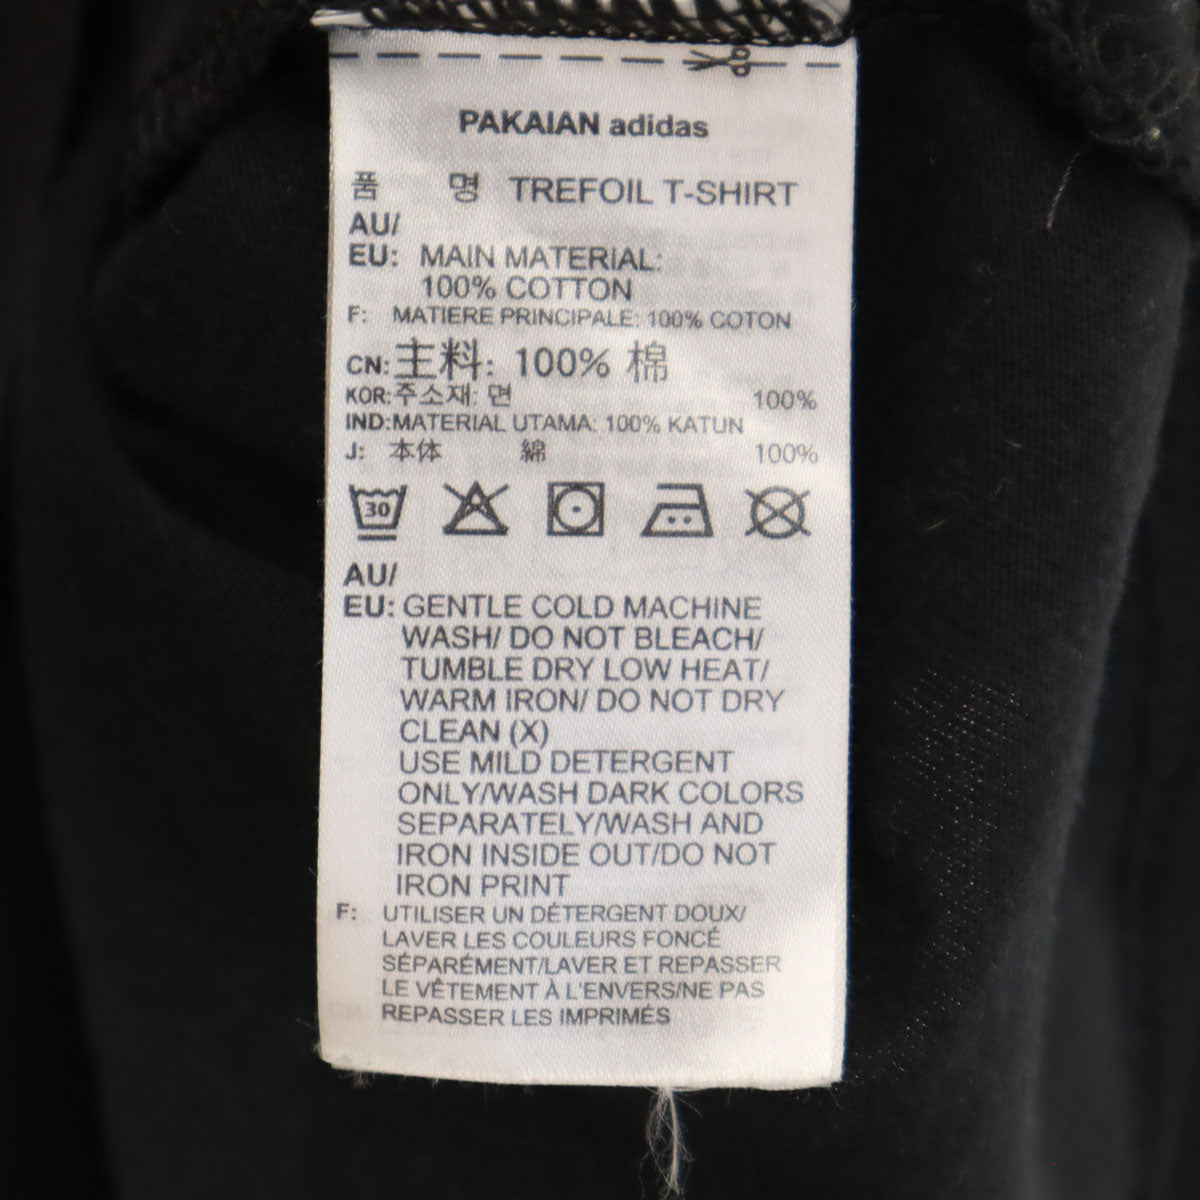 PAKAIAN adidas
품 명 TREFOIL T-SHIRT
AU/
EU: MAIN MATERIAL:
100% COTTON
F: MATIERE PRINCIPALE: 100% COTON
CN: 主料: 100% 棉
KOR: 주소재: 면 100%
IND: MATERIAL UTAMA: 100% KATUN
J: 本体 綿 100%
30
AU/
EU: GENTLE COLD MACHINE
WASH/ DO NOT BLEACH/
TUMBLE DRY LOW HEAT/
WARM IRON/ DO NOT DRY
CLEAN (X)
USE MILD DETERGENT
ONLY/WASH DARK COLORS
SEPARATELY/WASH AND
IRON INSIDE OUT/DO NOT
IRON PRINT
F: UTILISER UN DÉTERGENT DOUX/
LAVER LES COULEURS FONCÉ
SÉPARÉMENT/LAVER ET REPASSER
LE VÊTEMENT À L'ENVERS/NE PAS
REPASSER LES IMPRIMÉS